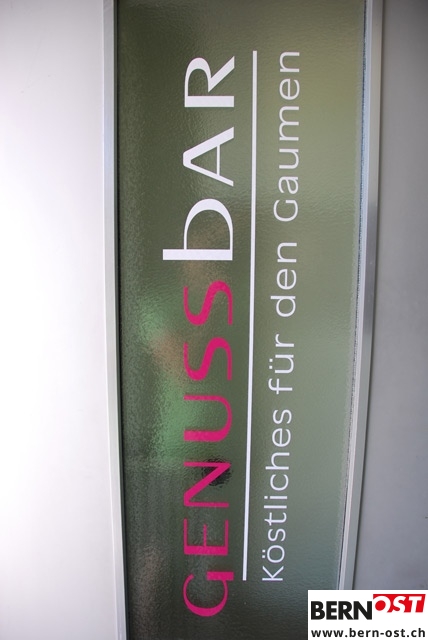 GENUSSbAR
Köstliches für den Gaumen
BERNOST
www.bern-ost.ch